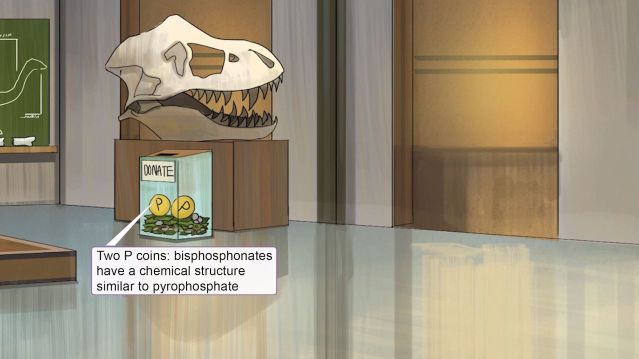 DONATE
P P
Two P coins: bisphosphonates
have a chemical structure
similar to pyrophosphate